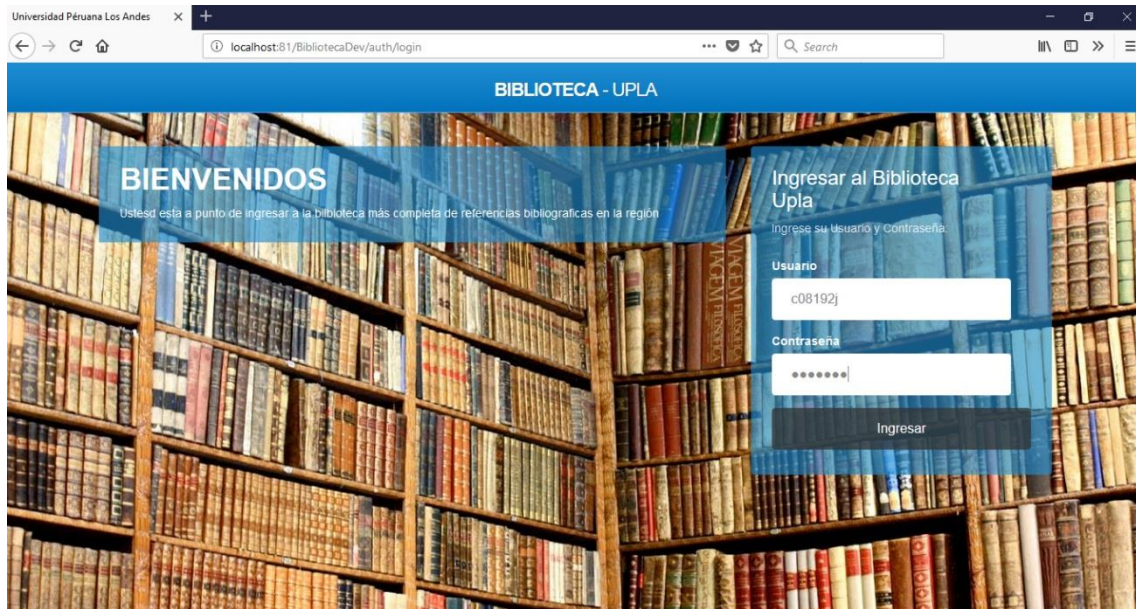 Universidad Péruana Los Andes
localhost:81/BibliotecaDev/auth/login
Search
BIBLIOTECA - UPLA
BIENVENIDOS
Ustesd esta a punto de ingresar a la biblioteca más completa de referencias bibliograficas en la región
Ingresar al Biblioteca
Upla
Ingrese su Usuario y Contraseña:
Usuario
c08192j
Contraseña
•••••••
Ingresar
VIAGEM FILOSOFICA